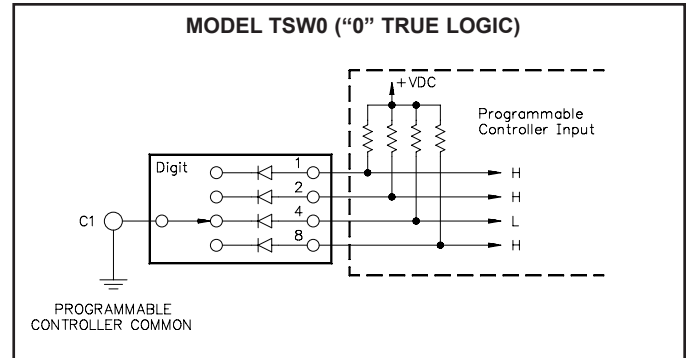 MODEL TSW0 (“0” TRUE LOGIC)
+VDC
Programmable
Controller Input
Digit
1
H
2
H
C1
4
L
8
H
PROGRAMMABLE
CONTROLLER COMMON